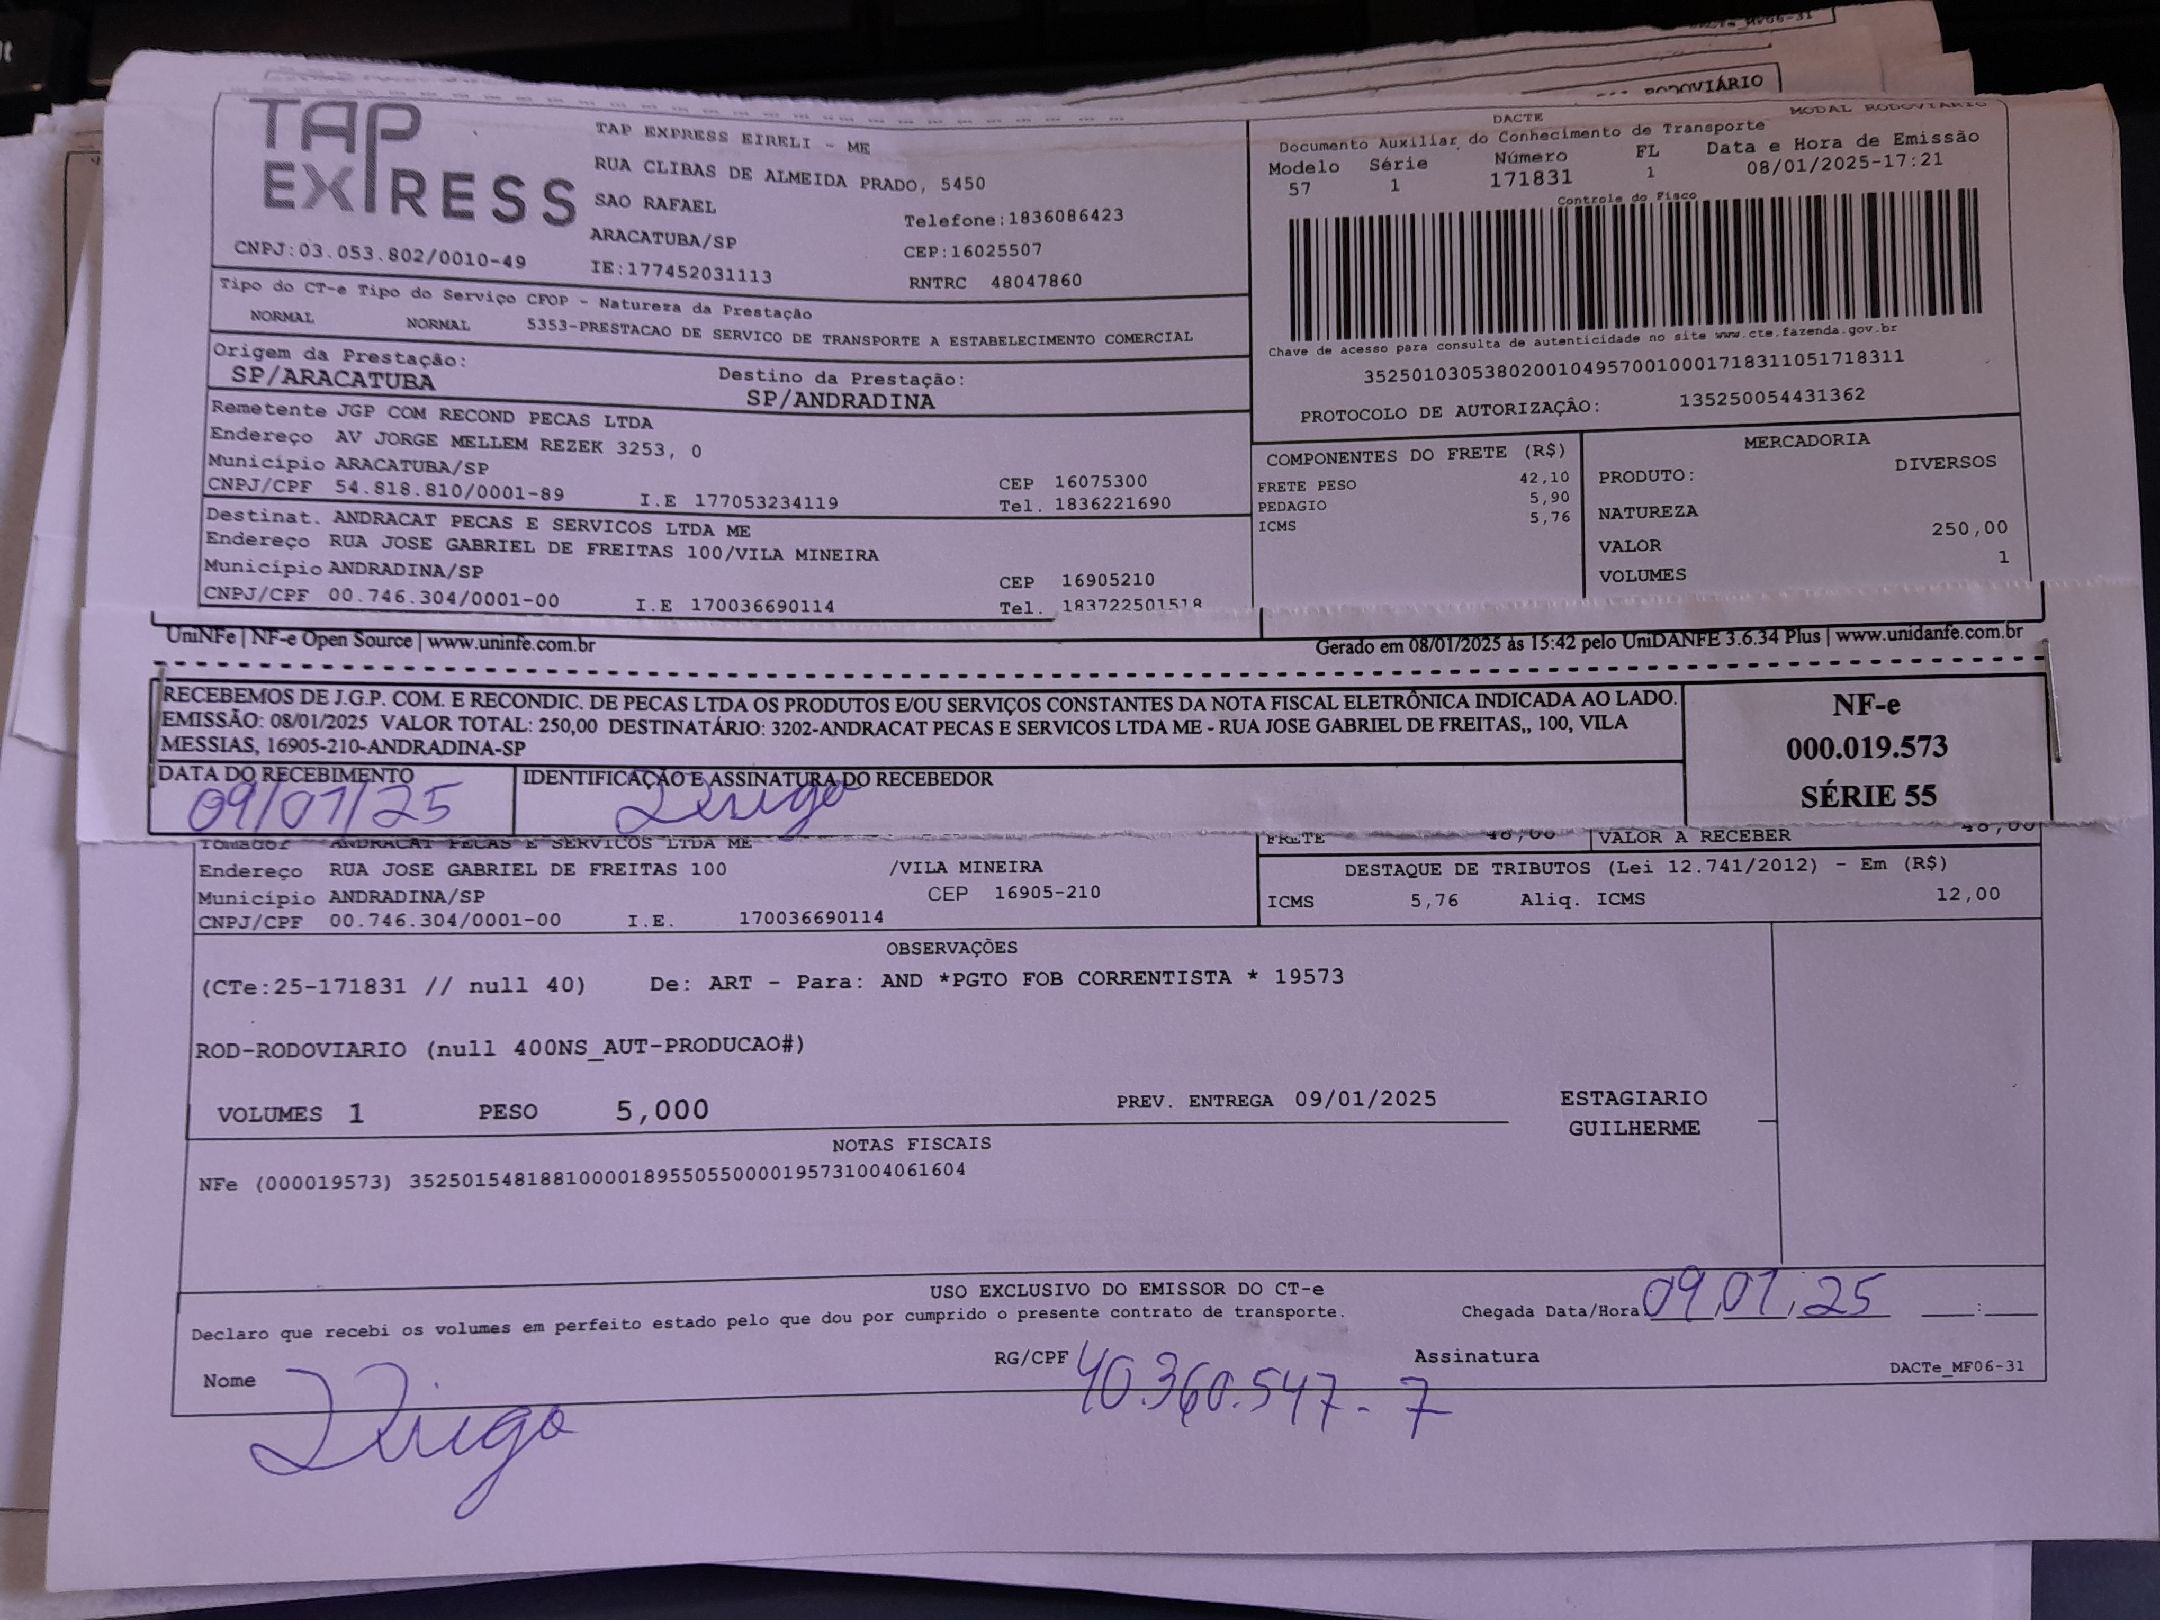 RODOVIÁRIO
TAP
EXPRESS
TAP EXPRESS EIRELI - ME
RUA CLIBAS DE ALMEIDA PRADO, 5450
SAO RAFAEL
Telefone:1836086423
ARACATUBA/SP
CEP:16025507
CNPJ:03.053.802/0010-49
IE:177452031113
RNTRC 48047860
DACTE
MODAL RODOVIARIO
Documento Auxiliar do Conhecimento de Transporte
Modelo Série Número FL Data e Hora de Emissão
57 1 171831 1 08/01/2025-17:21
Controle do Fisco
Chave de acesso para consulta de autenticidade no site www.cte.fazenda.gov.br
35250103053802001049570010001718311051718311
PROTOCOLO DE AUTORIZAÇÃO: 135250054431362
Tipo do CT-e Tipo do Serviço CFOP - Natureza da Prestação
NORMAL NORMAL 5353-PRESTACAO DE SERVICO DE TRANSPORTE A ESTABELECIMENTO COMERCIAL
Origem da Prestação:
SP/ARACATUBA
Destino da Prestação:
SP/ANDRADINA
Remetente JGP COM RECOND PECAS LTDA
Endereço AV JORGE MELLEM REZEK 3253, 0
Município ARACATUBA/SP CEP 16075300
CNPJ/CPF 54.818.810/0001-89 I.E 177053234119 Tel. 1836221690
Destinat. ANDRACAT PECAS E SERVICOS LTDA ME
Endereço RUA JOSE GABRIEL DE FREITAS 100/VILA MINEIRA
Município ANDRADINA/SP CEP 16905210
CNPJ/CPF 00.746.304/0001-00 I.E 170036690114 Tel. 183722501518
COMPONENTES DO FRETE (R$)
FRETE PESO 42,10
PEDAGIO 5,90
ICMS 5,76
MERCADORIA
PRODUTO: DIVERSOS
NATUREZA
VALOR 250,00
VOLUMES 1
UniNFe | NF-e Open Source | www.uninfe.com.br
Gerado em 08/01/2025 às 15:42 pelo UniDANFE 3.6.34 Plus | www.unidanfe.com.br
RECEBEMOS DE J.G.P. COM. E RECONDIC. DE PECAS LTDA OS PRODUTOS E/OU SERVIÇOS CONSTANTES DA NOTA FISCAL ELETRÔNICA INDICADA AO LADO.
EMISSÃO: 08/01/2025 VALOR TOTAL: 250,00 DESTINATÁRIO: 3202-ANDRACAT PECAS E SERVICOS LTDA ME - RUA JOSE GABRIEL DE FREITAS,, 100, VILA
MESSIAS, 16905-210-ANDRADINA-SP
DATA DO RECEBIMENTO
09/01/25
IDENTIFICAÇÃO E ASSINATURA DO RECEBEDOR
NF-e
000.019.573
SÉRIE 55
Tomador ANDRACAT PECAS E SERVICOS LTDA ME
Endereço RUA JOSE GABRIEL DE FREITAS 100 /VILA MINEIRA
Município ANDRADINA/SP CEP 16905-210
CNPJ/CPF 00.746.304/0001-00 I.E. 170036690114
FRETE 48,00 VALOR A RECEBER 48,00
DESTAQUE DE TRIBUTOS (Lei 12.741/2012) - Em (R$)
ICMS 5,76 Aliq. ICMS 12,00
OBSERVAÇÕES
(CTe:25-171831 // null 40) De: ART - Para: AND *PGTO FOB CORRENTISTA * 19573
ROD-RODOVIARIO (null 400NS_AUT-PRODUCAO#)
VOLUMES 1 PESO 5,000 PREV. ENTREGA 09/01/2025
ESTAGIARIO
GUILHERME
NOTAS FISCAIS
NFe (000019573) 35250154818810000189550550000195731004061604
USO EXCLUSIVO DO EMISSOR DO CT-e
Declaro que recebi os volumes em perfeito estado pelo que dou por cumprido o presente contrato de transporte.
Chegada Data/Hora 09,01,25 :
Nome
RG/CPF 40.360.547-7
Assinatura
DACTe_MF06-31